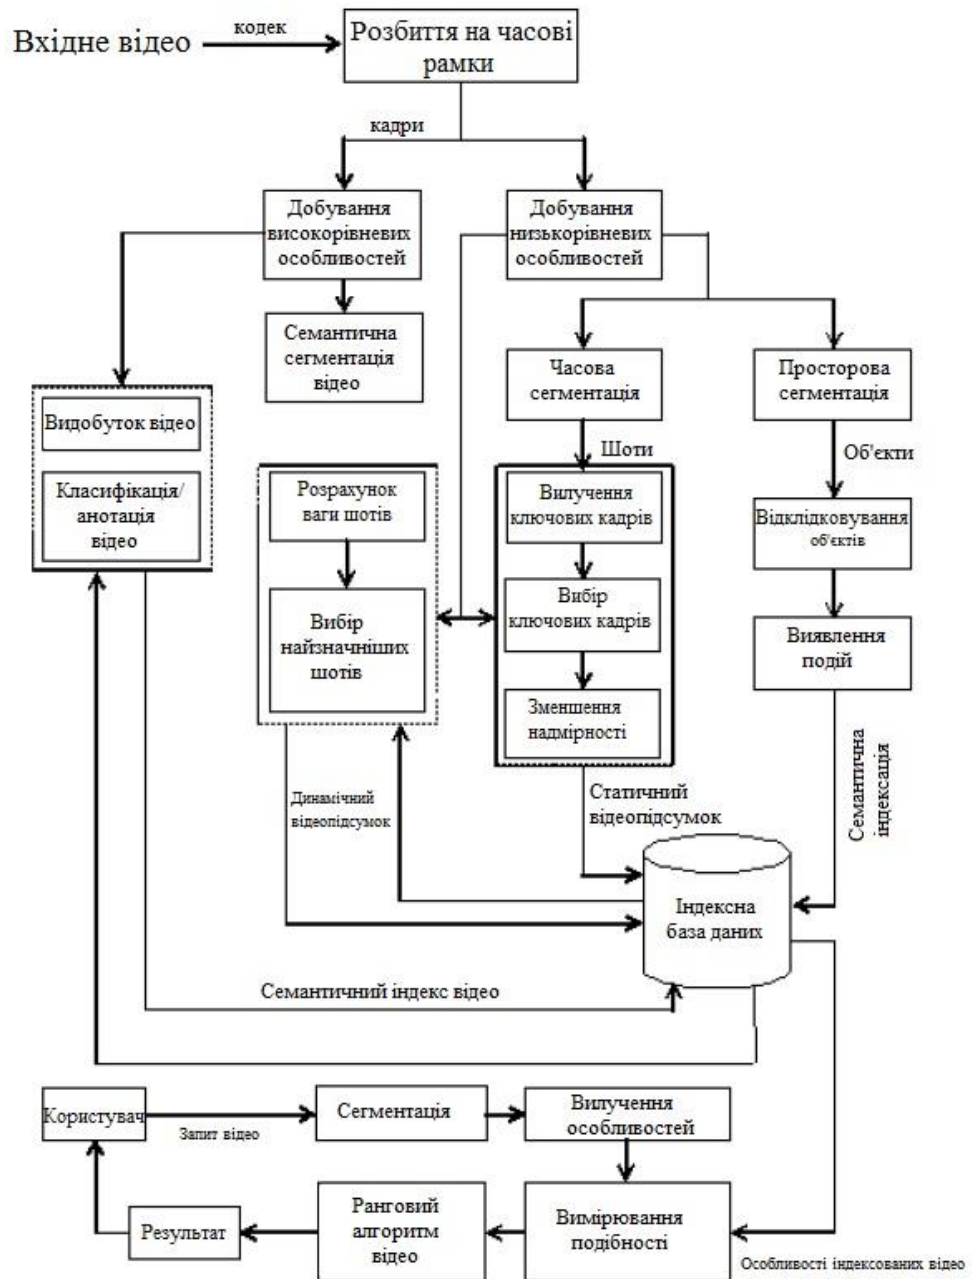 Вхідне відео
кодек
Розбиття на часові
рамки
кадри
Добування
високорівневих
особливостей
Добування
низькорівневих
особливостей
Семантична
сегментація
відео
Часова
сегментація
Просторова
сегментація
Видобуток відео
Класифікація/
анотація
відео
Шоти
Об'єкти
Розрахунок
ваги шотів
Вибір
найзначніших
шотів
Вилучення
ключових кадрів
Вибір
ключових кадрів
Зменшення
надмірності
Відклідковування
об'єктів
Виявлення
подій
Динамічний
відеопідсумок
Статичний
відеопідсумок
Семантична
індексація
Індексна
база даних
Семантичний індекс відео
Користувач
Запит відео
Сегментація
Вилучення
особливостей
Результат
Ранговий
алгоритм
відео
Вимірювання
подібності
Особливості індексованих відео